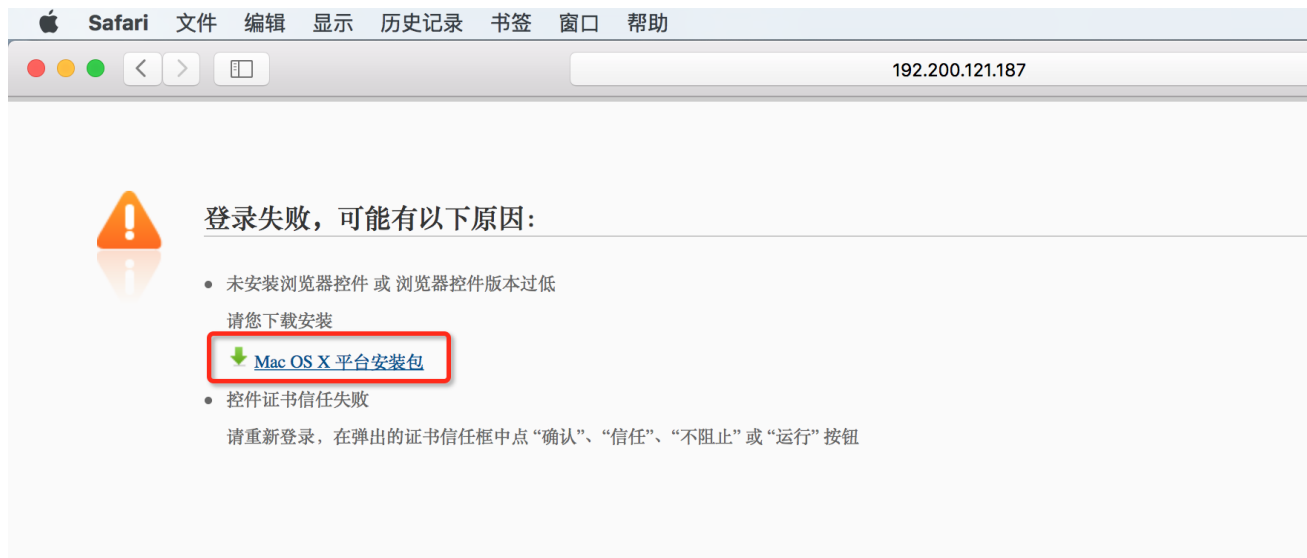 Safari 文件 编辑 显示 历史记录 书签 窗口 帮助
192.200.121.187
登录失败，可能有以下原因：
未安装浏览器控件 或 浏览器控件版本过低
请您下载安装
Mac OS X 平台安装包
控件证书信任失败
请重新登录，在弹出的证书信任框中点 “确认”、“信任”、“不阻止” 或 “运行” 按钮